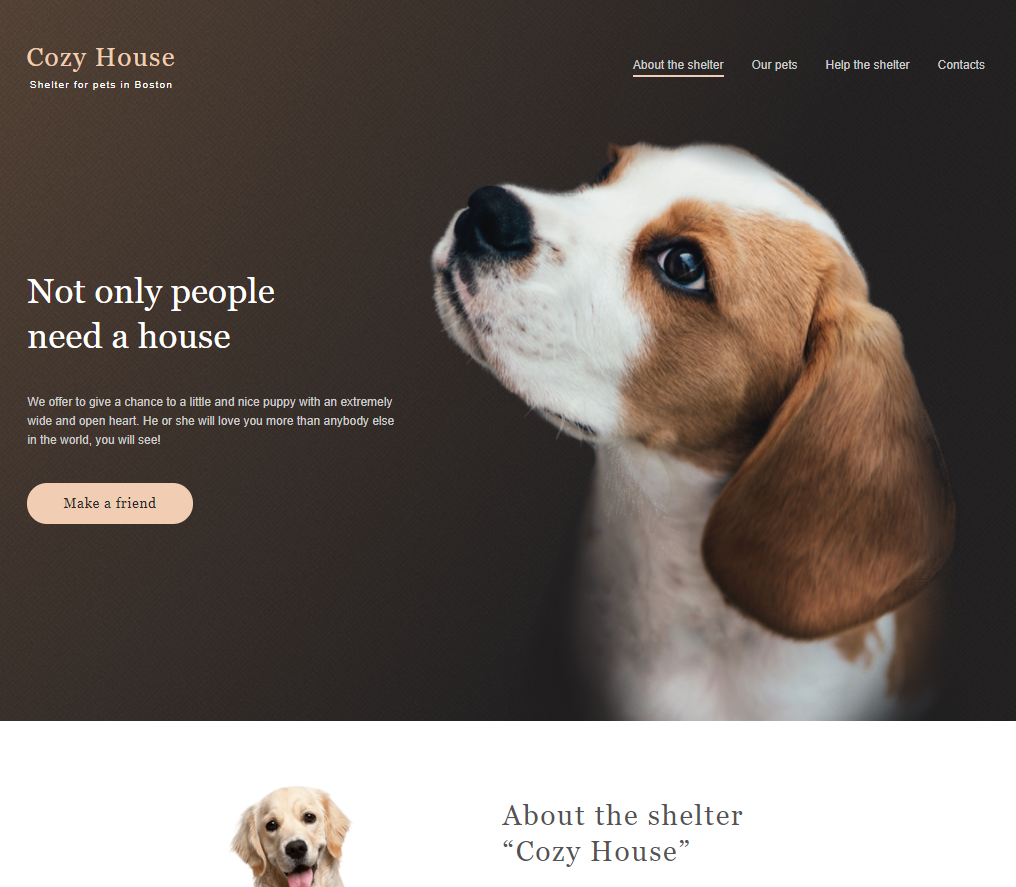 Cozy House
Shelter for pets in Boston
About the shelter
Our pets
Help the shelter
Contacts
Not only people
need a house
We offer to give a chance to a little and nice puppy with an extremely
wide and open heart. He or she will love you more than anybody else
in the world, you will see!
Make a friend
About the shelter
“Cozy House”